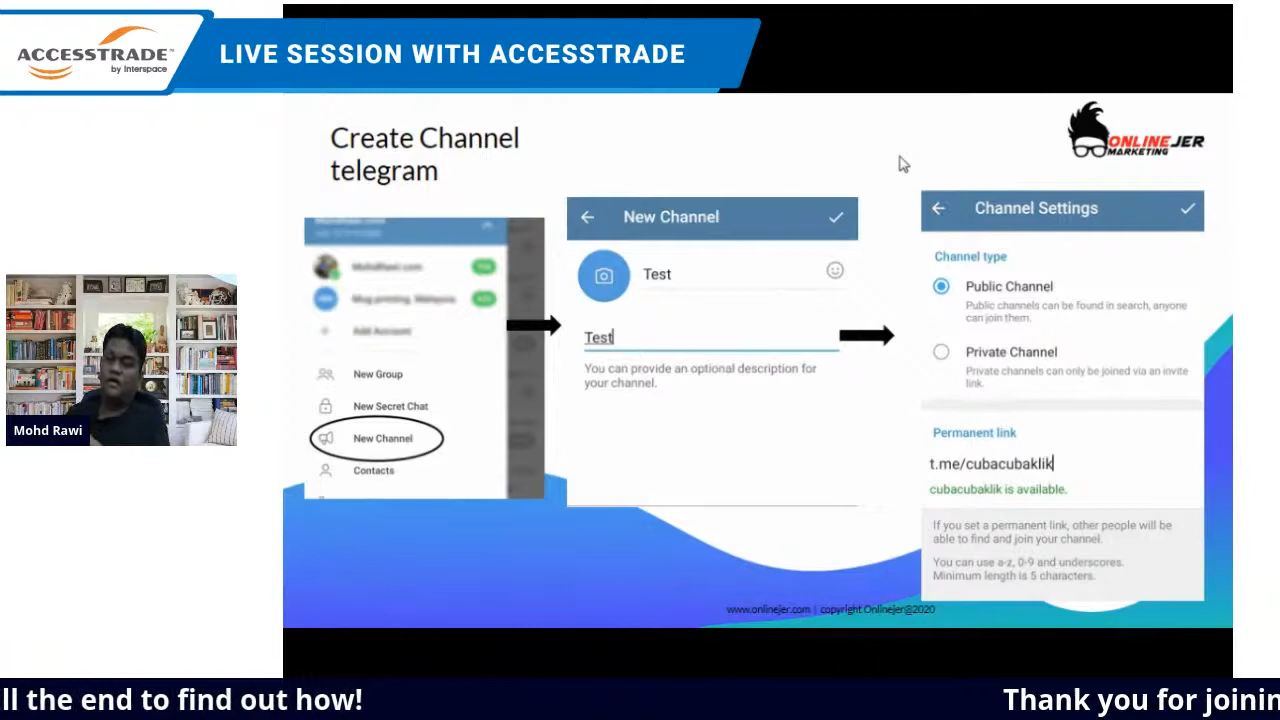 ACCESSTRADE™
by Interspace
LIVE SESSION WITH ACCESSTRADE
Create Channel
telegram
ONLINEJER
MARKETING
Add Account
New Group
New Secret Chat
New Channel
Contacts
New Channel
Test
Test
You can provide an optional description for
your channel.
Channel Settings
Channel type
Public Channel
Public channels can be found in search, anyone
can join them.
Private Channel
Private channels can only be joined via an invite
link.
Permanent link
t.me/cubacubaklik
cubacubaklik is available.
If you set a permanent link, other people will be
able to find and join your channel.
You can use a-z, 0-9 and underscores.
Minimum length is 5 characters.
www.onlinejer.com | copyright Onlinejer@2020
Mohd Rawi
ll the end to find out how!
Thank you for joinin